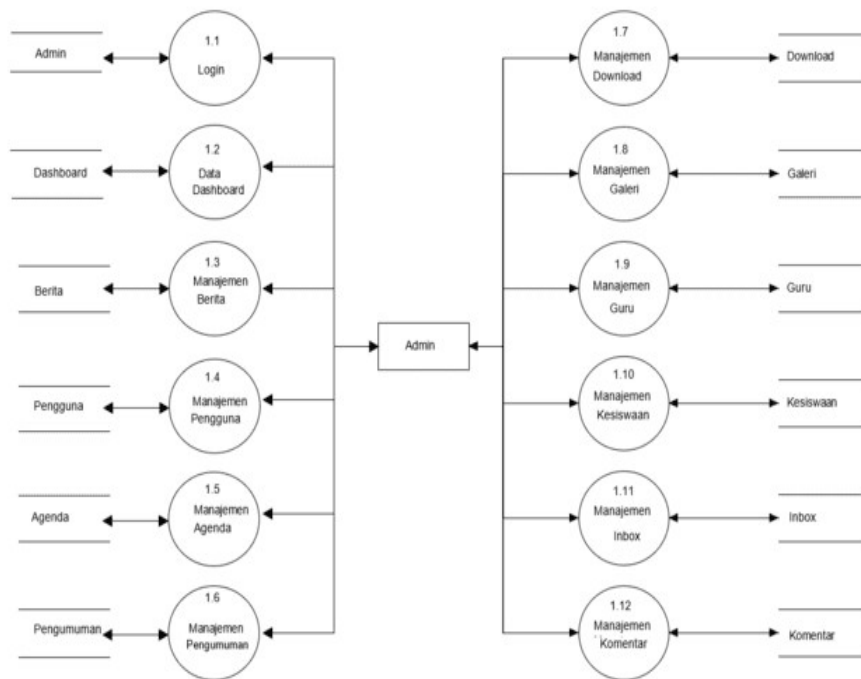 Admin
1.1
Login
Dashboard
1.2
Data
Dashboard
Berita
1.3
Manajemen
Berita
Pengguna
1.4
Manajemen
Pengguna
Agenda
1.5
Manajemen
Agenda
Pengumuman
1.6
Manajemen
Pengumuman
Admin
1.7
Manajemen
Download
Download
1.8
Manajemen
Galeri
Galeri
1.9
Manajemen
Guru
Guru
1.10
Manajemen
Kesiswaan
Kesiswaan
1.11
Manajemen
Inbox
Inbox
1.12
Manajemen
Komentar
Komentar